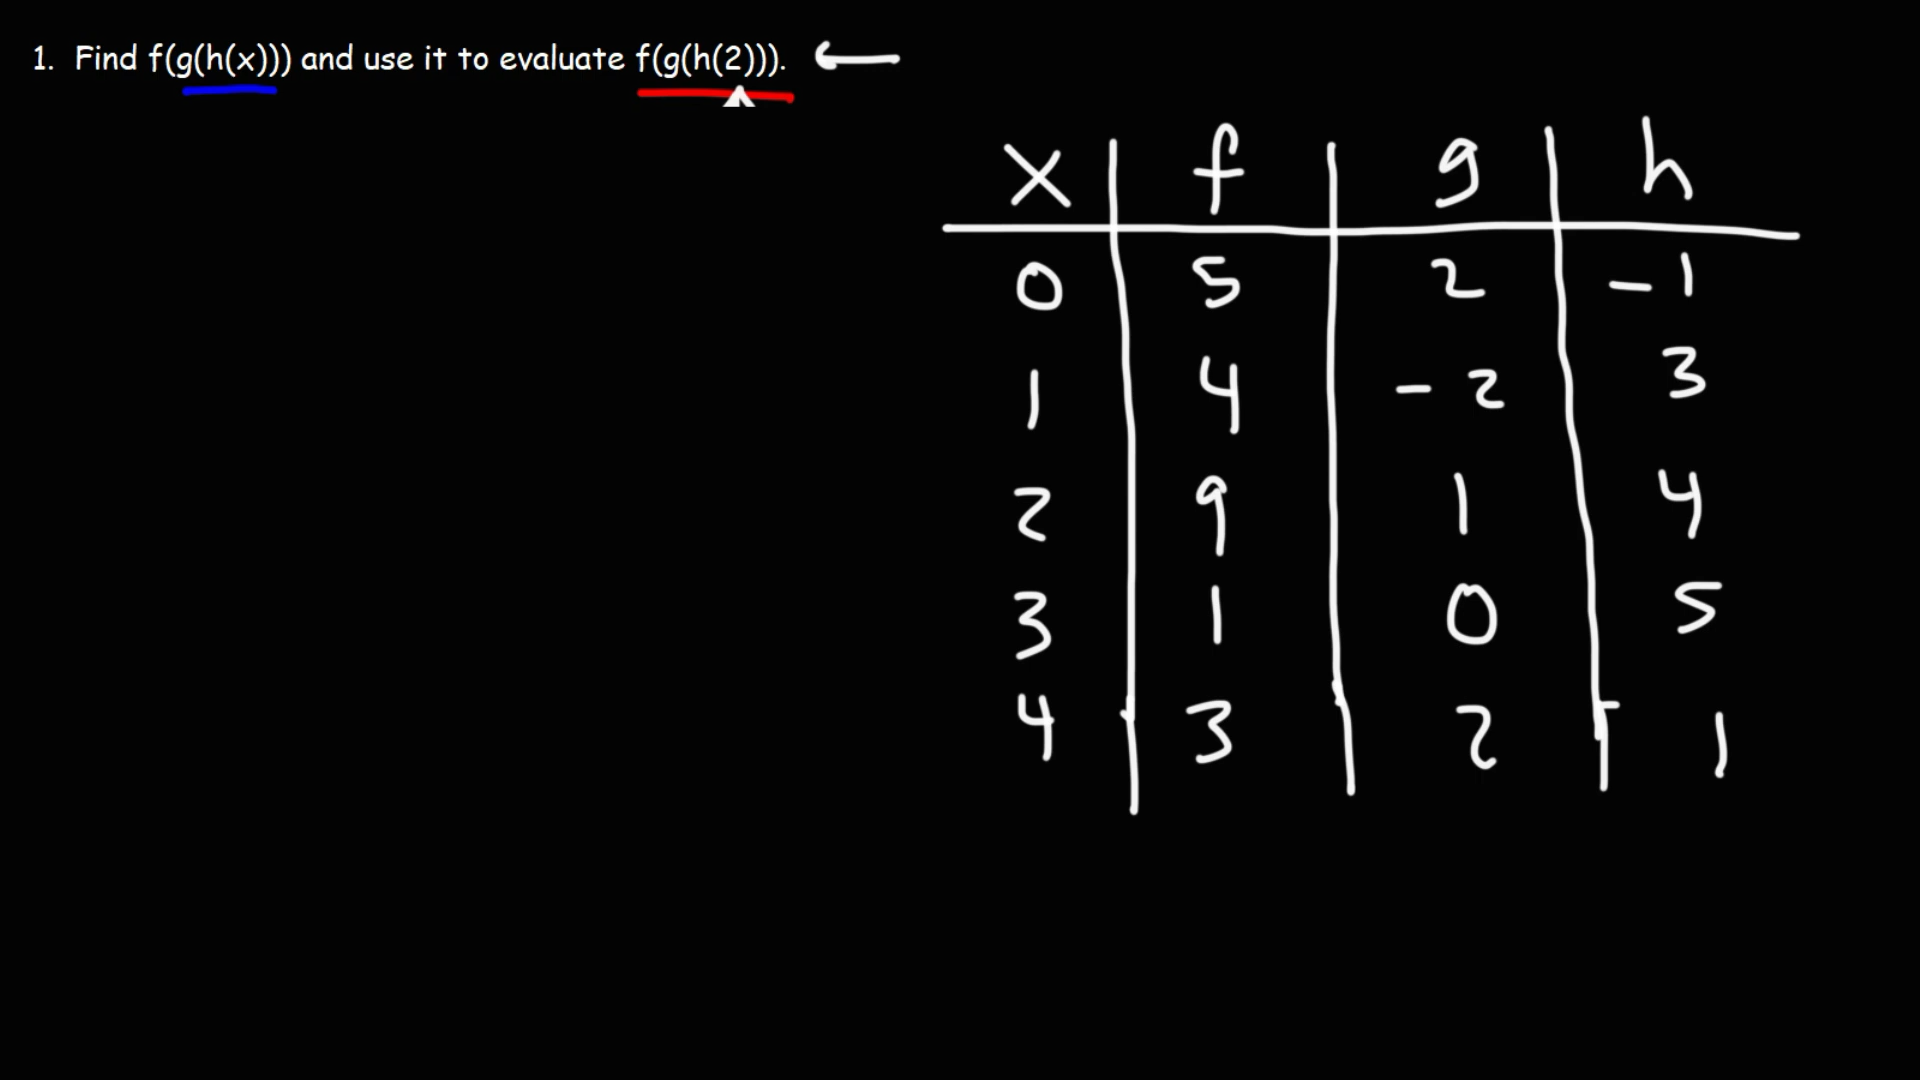 1. Find f(g(h(x))) and use it to evaluate f(g(h(2))).
x f g h
0 5 2 -1
1 4 -2 3
2 9 1 4
3 1 0 5
4 3 2 1